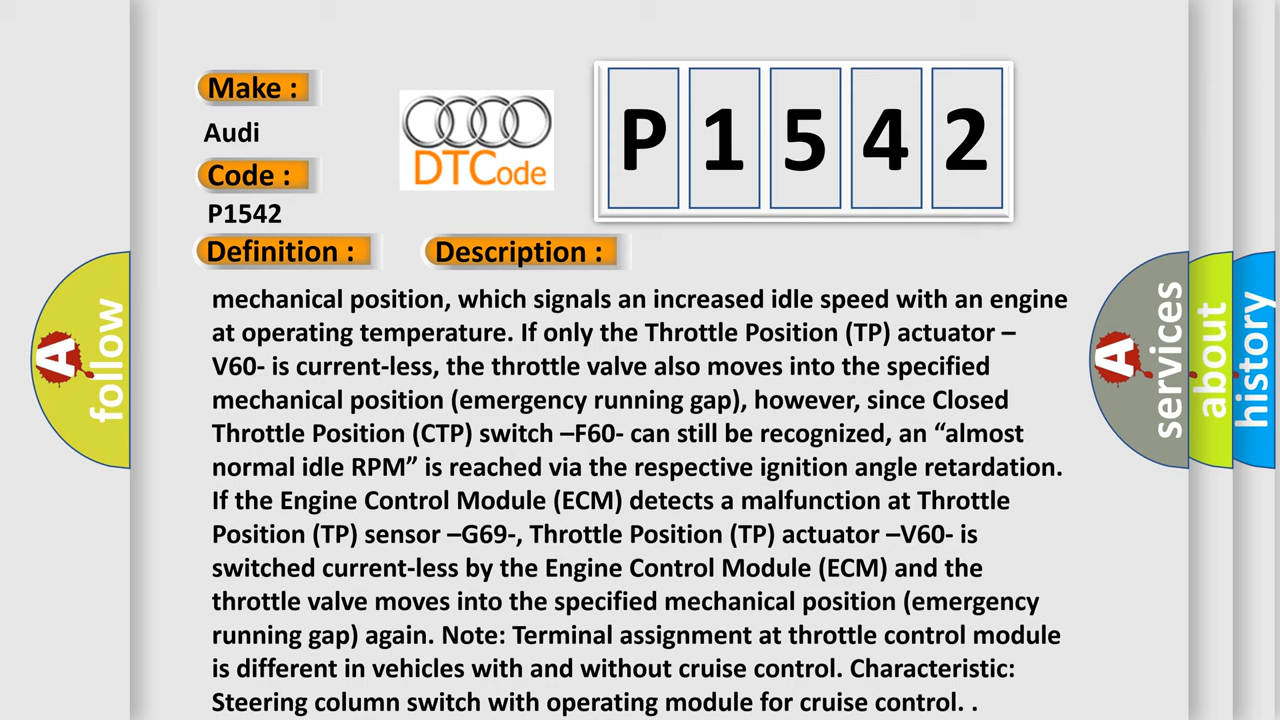 Make :
Audi
Code :
P1542
DTCode
P1542
Definition :
Description :
mechanical position, which signals an increased idle speed with an engine
at operating temperature. If only the Throttle Position (TP) actuator –
V60- is current-less, the throttle valve also moves into the specified
mechanical position (emergency running gap), however, since Closed
Throttle Position (CTP) switch –F60- can still be recognized, an “almost
normal idle RPM” is reached via the respective ignition angle retardation.
If the Engine Control Module (ECM) detects a malfunction at Throttle
Position (TP) sensor –G69-, Throttle Position (TP) actuator –V60- is
switched current-less by the Engine Control Module (ECM) and the
throttle valve moves into the specified mechanical position (emergency
running gap) again. Note: Terminal assignment at throttle control module
is different in vehicles with and without cruise control. Characteristic:
Steering column switch with operating module for cruise control. .
A
follow
A
services
about
history